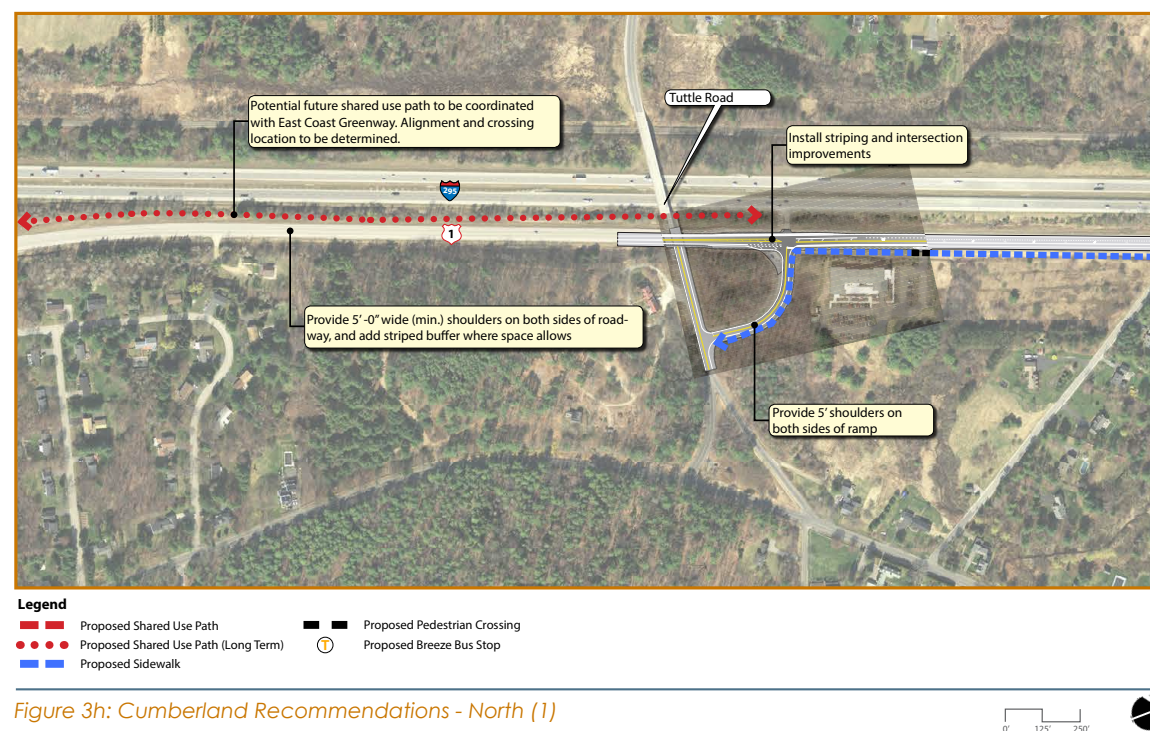 Potential future shared use path to be coordinated
with East Coast Greenway. Alignment and crossing
location to be determined.
Tuttle Road
Install striping and intersection
improvements
295
1
Provide 5'-0" wide (min.) shoulders on both sides of road-
way, and add striped buffer where space allows
Provide 5' shoulders on
both sides of ramp
Legend
Proposed Shared Use Path
Proposed Shared Use Path (Long Term)
Proposed Sidewalk
Proposed Pedestrian Crossing
T Proposed Breeze Bus Stop
Figure 3h: Cumberland Recommendations - North (1)
0' 125' 250'